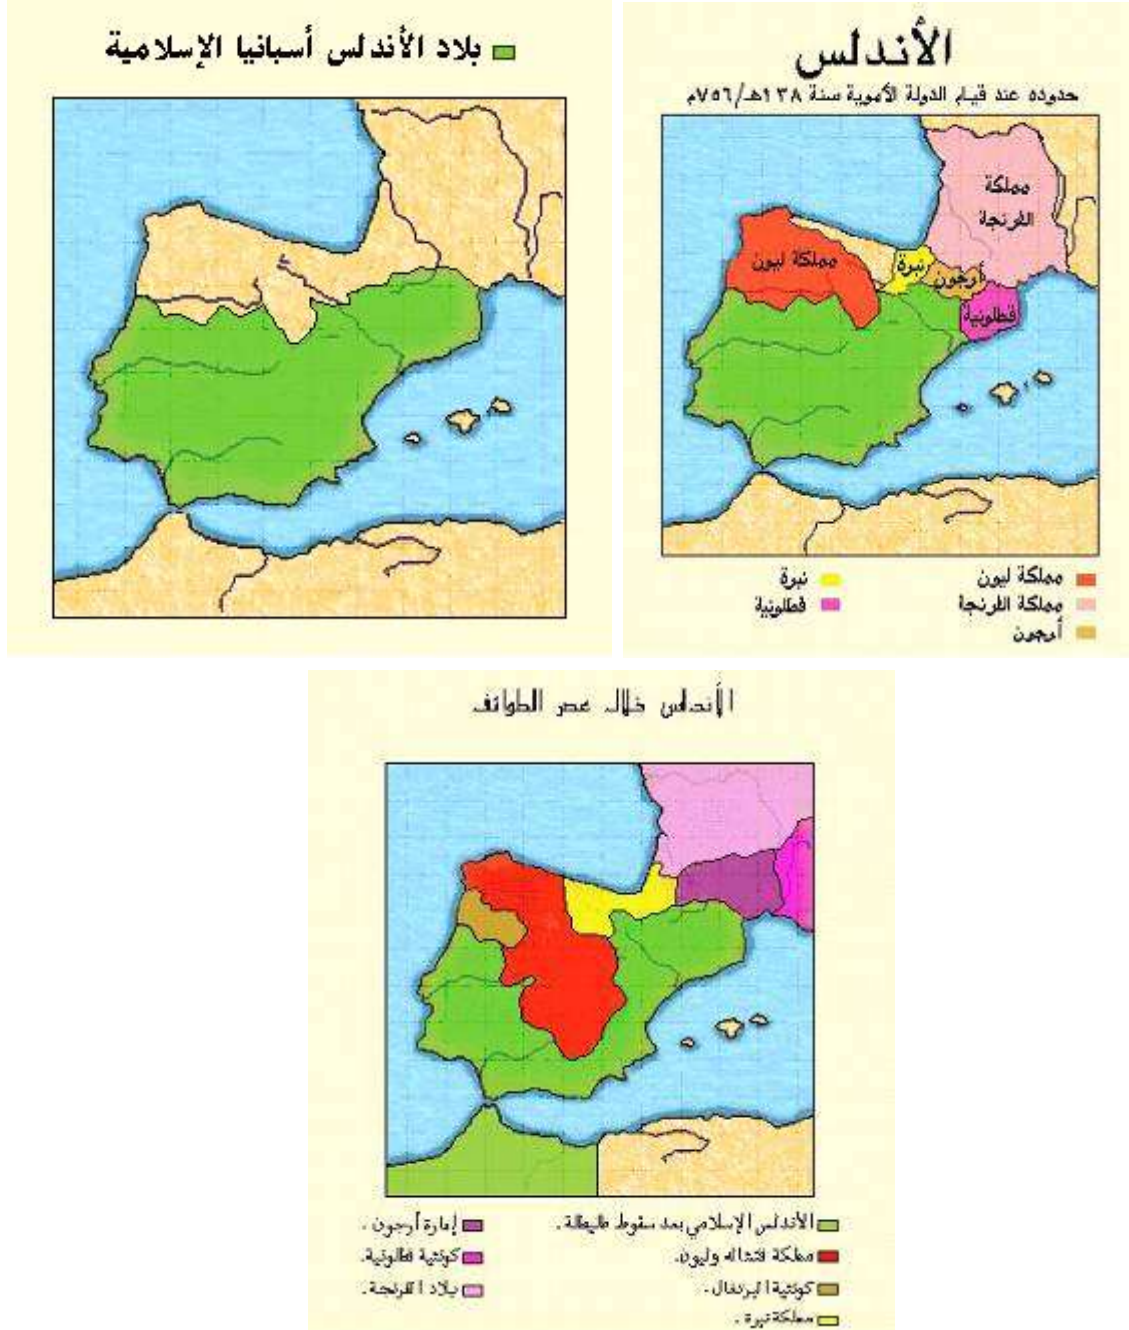 الأندلس
حدوده عند قيام الدولة الأموية سنة ١٣٨هـ/٧٥٦م
مملكة
الفرنجة
مملكة ليون
نبرة
أرجون
قطلونية
مملكة ليون
نبرة
مملكة الفرنجة
قطلونية
أرجون
بلاد الأندلس أسبانيا الإسلامية
الأندلس خلال عصر الطوائف
الأندلس الإسلامي بعد سقوط طليطلة .
إمارة أرجون .
مملكة قشتاله وليون.
كونتية قطلونية.
كونتية البرتغال .
بلاد الفرنجة.
مملكة نبرة .